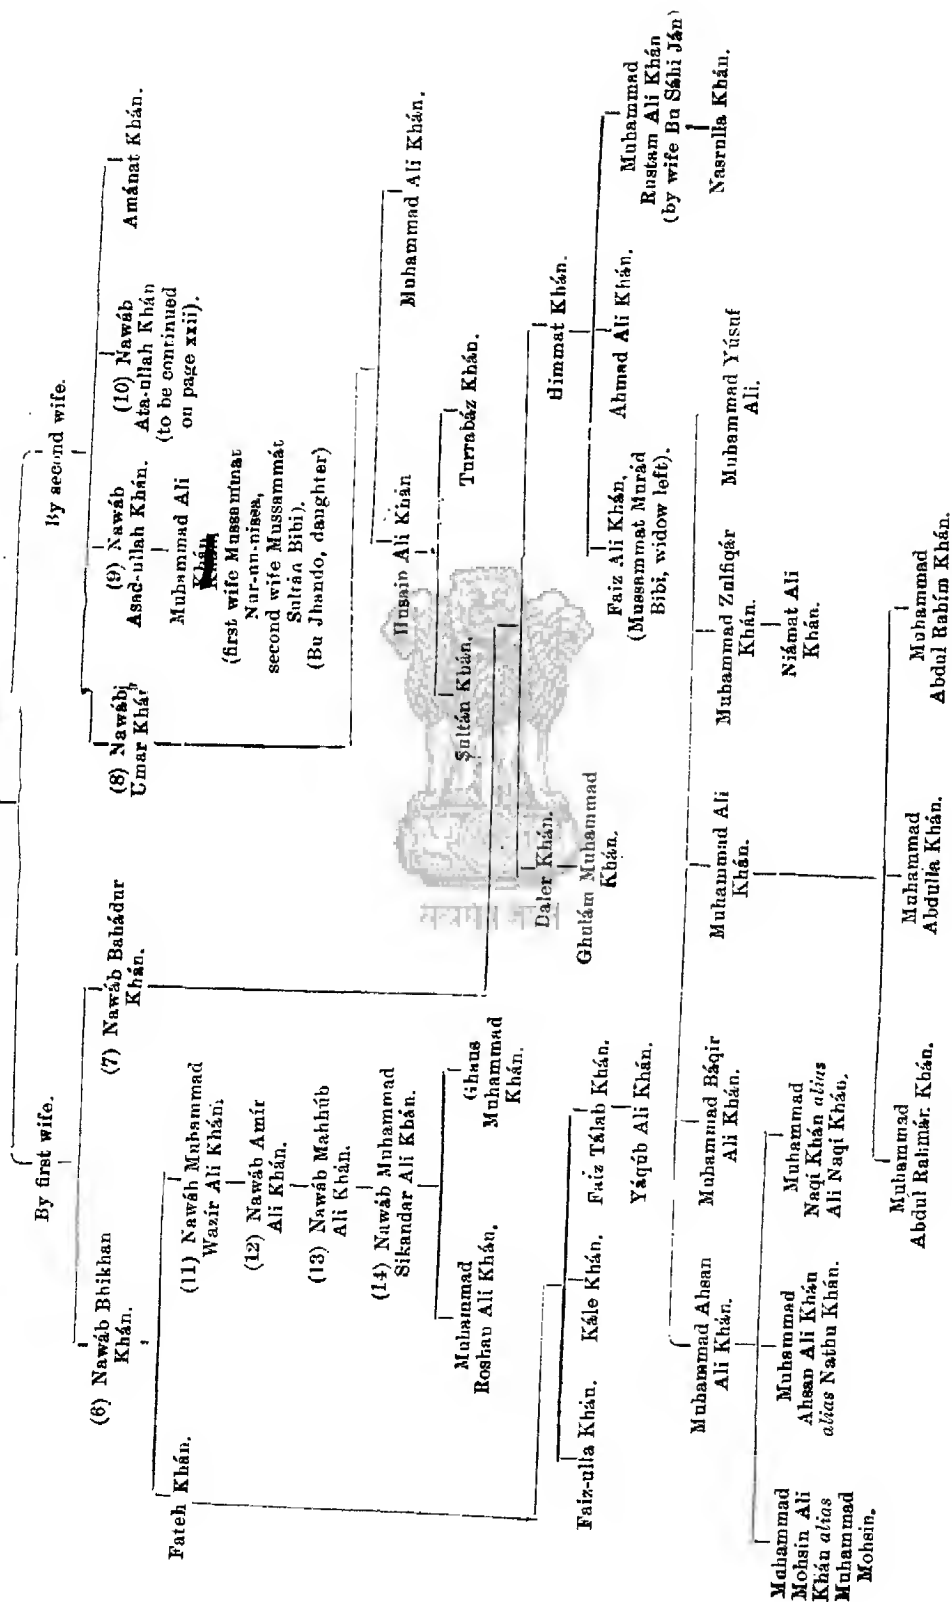 By first wife.
By second wife.
(6) Nawáb Bhikhan
Khán.
(7) Nawáb Bahádur
Khán.
(8) Nawáb
Umar Khán
(9) Nawáb
Asad-ullah Khán.
(10) Nawáb
Ata-ullah Khán
(to be continued
on page xxii).
Amánat Khán.
Muhammad Ali
Khán
(first wife Mussammat
Nur-nu-nissa,
second wife Mussammát
Sultán Bibi).
(Bu Jhando, daughter)
Fateh Khán.
(11) Nawáb Muhammad
Wazír Ali Khán.
(12) Nawáb Amír
Ali Khán.
(13) Nawáb Mahbúb
Ali Khán.
(14) Nawáb Muhammad
Sikandar Ali Khán.
Muhammad
Roshan Ali Khán.
Ghaus
Muhammad
Khán.
Husain Ali Khán
Muhammad Ali Khán.
Sultán Khán.
Turrabáz Khán.
Daler Khán.
Himmat Khán.
Ghulám Muhammad
Khán.
Faiz Ali Khán,
(Mussammat Murád
Bibi, widow left).
Ahmad Ali Khán.
Muhammad
Rustam Ali Khán
(by wife Bu Sáhi Ján)
Nasrulla Khán.
Faiz-ulla Khán.
Kále Khán.
Faiz Tálab Khán.
Yáqúb Ali Khán.
Muhammad Ahsan
Ali Khán.
Muhammad Báqir
Ali Khán.
Muhammad Ali
Khán.
Muhammad Zulfiqár
Khán.
Muhammad Yúsuf
Ali.
Niámat Ali
Khán.
Muhammad
Mohsin Ali
Khán alias
Muhammad
Mohsin.
Muhammad
Ahsan Ali Khán
alias Nathu Khán.
Muhammad
Naqi Khán alias
Ali Naqi Khán.
Muhammad
Abdul Rahmán Khán.
Muhammad
Abdulla Khán.
Muhammad
Abdul Rahím Khán.